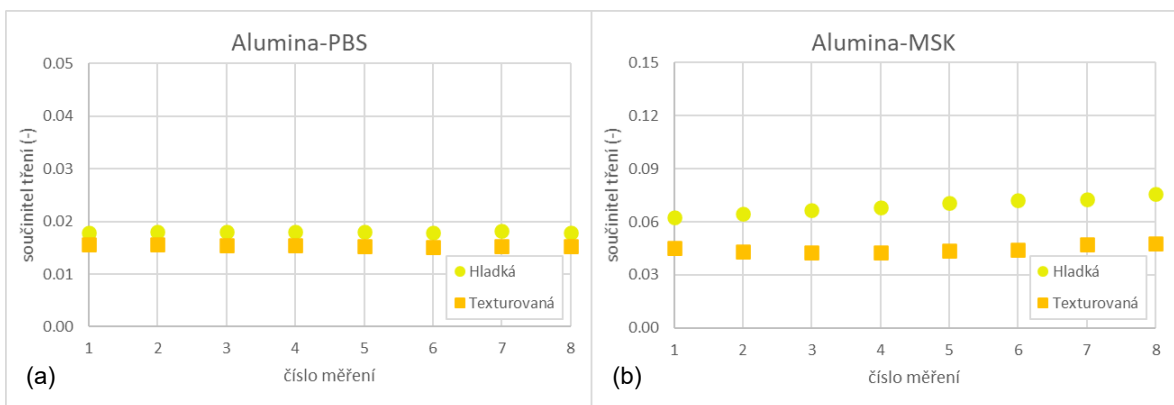 Alumina-PBS
0.05
0.04
0.03
0.02
0.01
0.00
součinitel tření (-)
Hladká
Texturovaná
1 2 3 4 5 6 7 8
číslo měření
(a)
Alumina-MSK
0.15
0.12
0.09
0.06
0.03
0.00
součinitel tření (-)
Hladká
Texturovaná
1 2 3 4 5 6 7 8
číslo měření
(b)